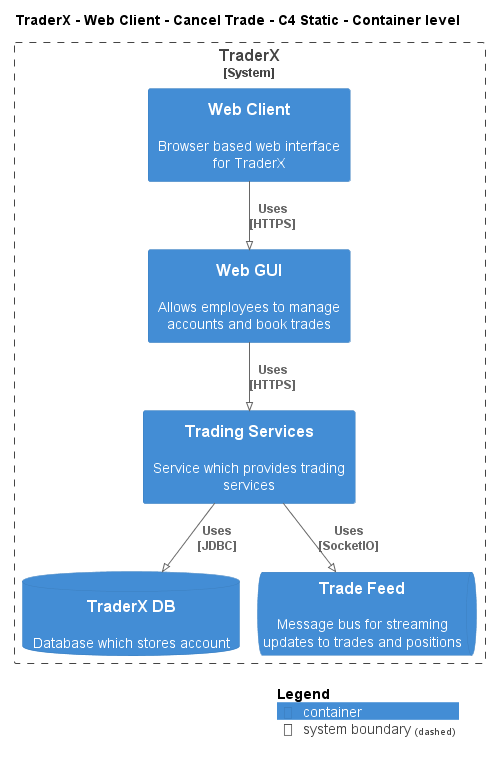 TraderX - Web Client - Cancel Trade - C4 Static - Container level
TraderX
[System]
Web Client
Browser based web interface
for TraderX
Uses
[HTTPS]
Web GUI
Allows employees to manage
accounts and book trades
Uses
[HTTPS]
Trading Services
Service which provides trading
services
Uses
[JDBC]
Uses
[SocketIO]
TraderX DB
Database which stores account
Trade Feed
Message bus for streaming
updates to trades and positions
Legend
container
system boundary (dashed)